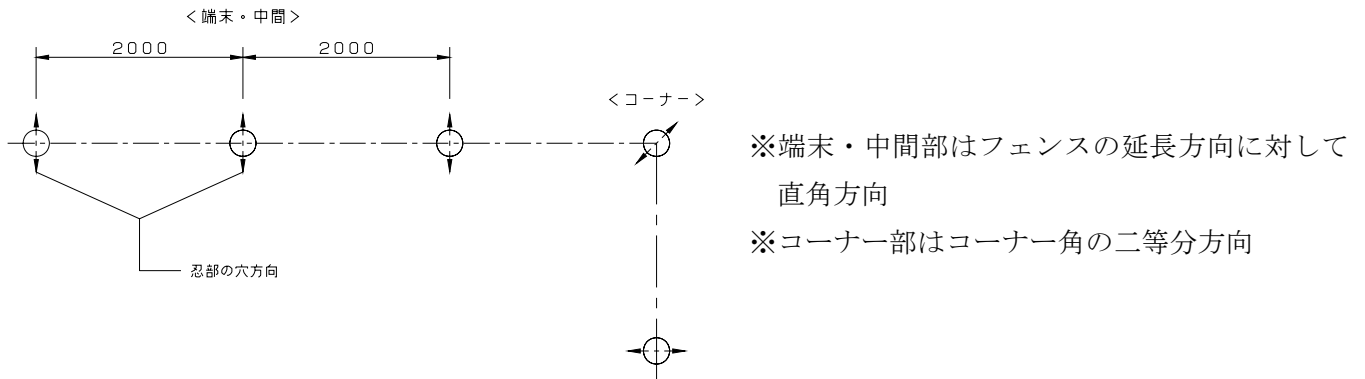 ＜端末・中間＞
2000
2000
＜コーナー＞
※端末・中間部はフェンスの延長方向に対して
直角方向
※コーナー部はコーナー角の二等分方向
忍部の穴方向